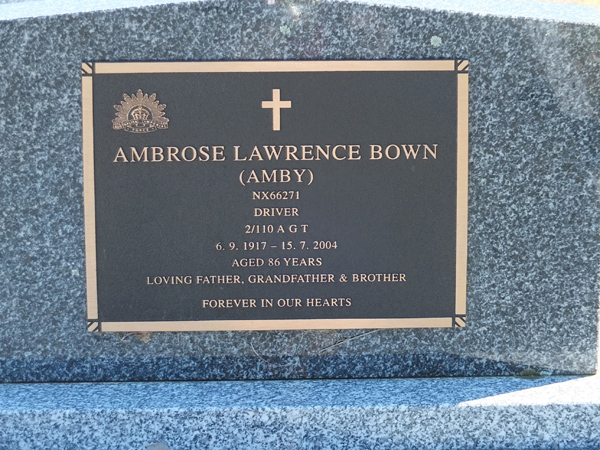 AMBROSE LAWRENCE BOWN
(AMBY)
NX66271
DRIVER
2/110 A G T
6. 9. 1917 – 15. 7. 2004
AGED 86 YEARS
LOVING FATHER, GRANDFATHER & BROTHER
FOREVER IN OUR HEARTS